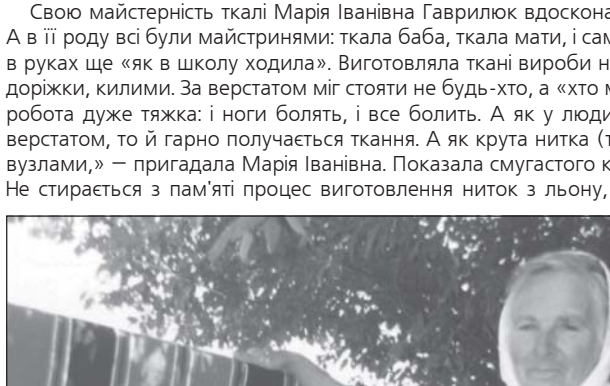 Свою майстерність ткалі Марія Іванівна Гаврилюк вдоскона
А в її роду всі були майстринями: ткала баба, ткала мати, і сам
в руках ще «як в школу ходила». Виготовляла ткані вироби н
доріжки, килими. За верстатом міг стояти не будь-хто, а «хто м
робота дуже тяжка: і ноги болять, і все болить. А як у люди
верстатом, то й гарно получається ткання. А як крута нитка (т
вузлами,» — пригадала Марія Іванівна. Показала смугастого к
Не стирається з пам'яті процес виготовлення ниток з льону,